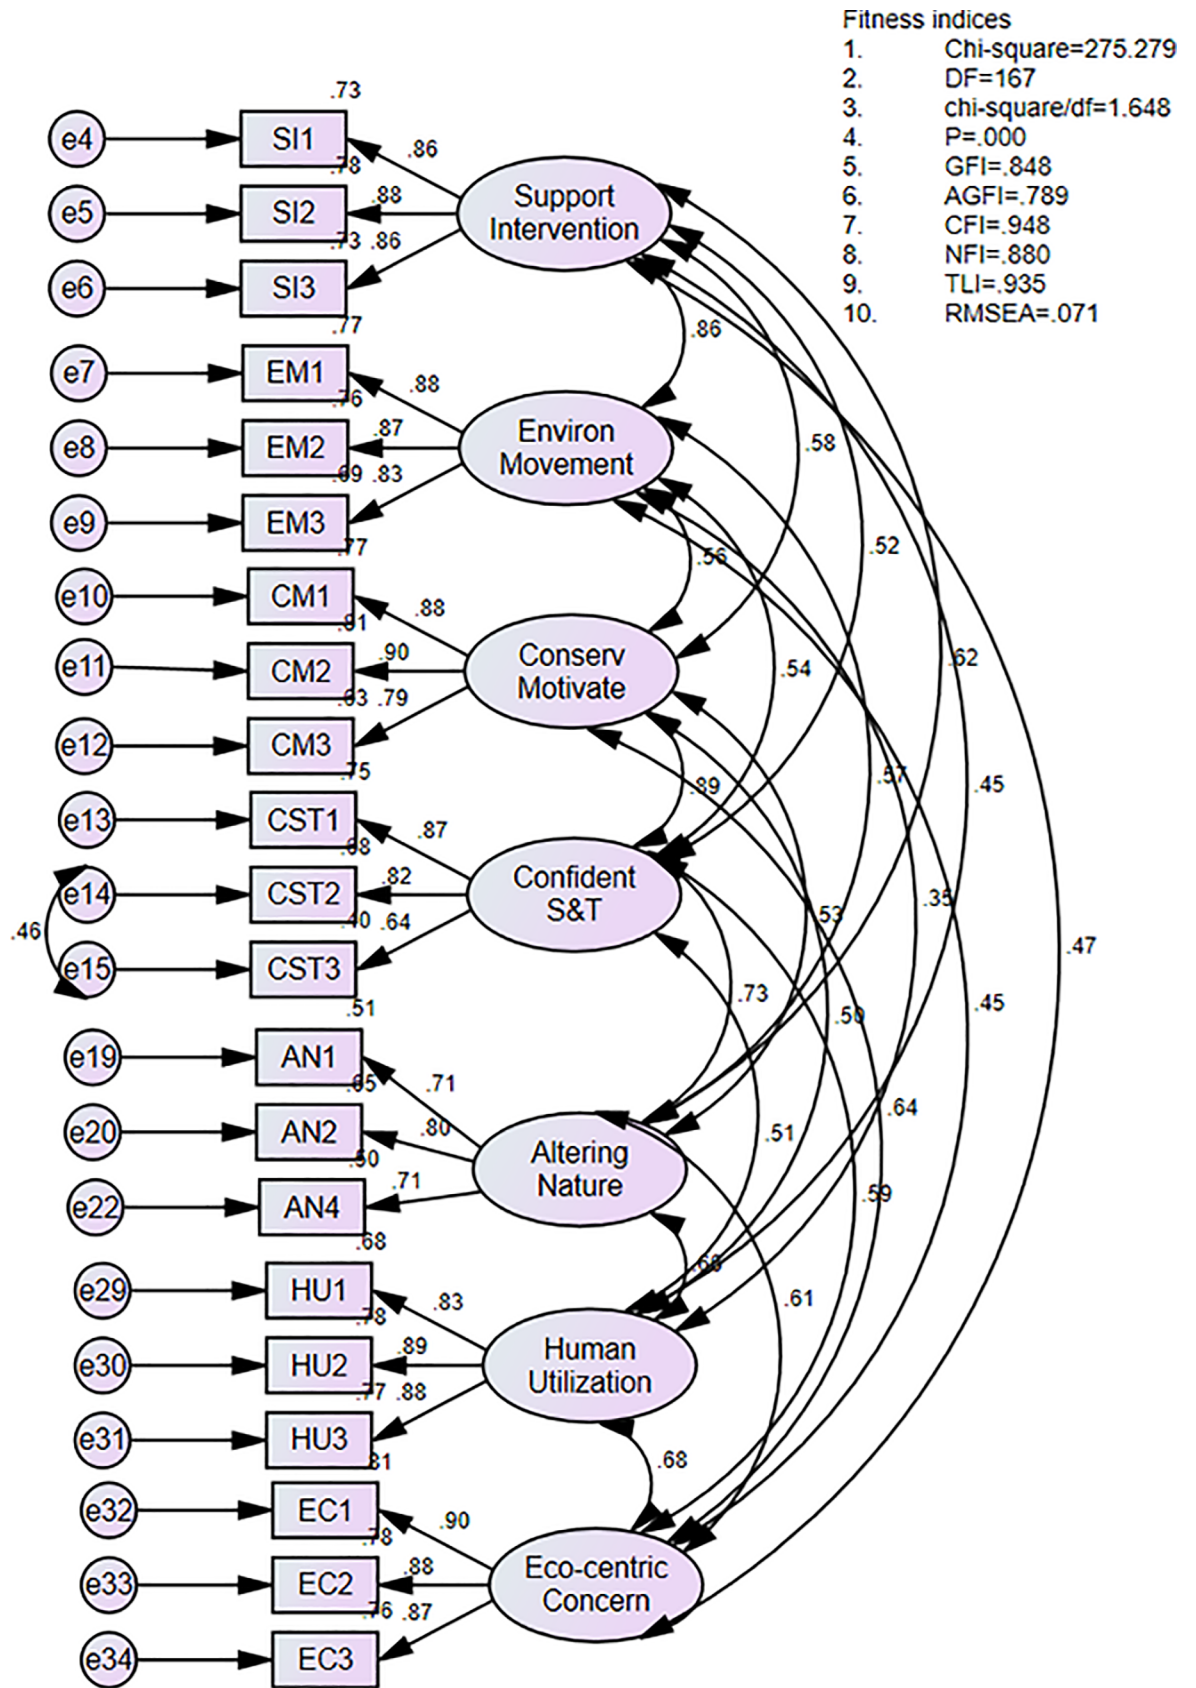 Fitness indices
1. Chi-square=275.279
2. DF=167
3. chi-square/df=1.648
4. P=.000
5. GFI=.848
6. AGFI=.789
7. CFI=.948
8. NFI=.880
9. TLI=.935
10. RMSEA=.071
.73
e4 SI1 .86
.78
e5 SI2 .88
.73 .86
e6 SI3
Support
Intervention
.77
.86
e7 EM1 .88
.76
e8 EM2 .87
.69 .83
e9 EM3
Environ
Movement
.58
.77
.52
.56
e10 CM1 .88
.81
e11 CM2 .90
.63 .79
e12 CM3
Conserv
Motivate
.54
.62
.75
.57
.45
.89
e13 CST1 .87
.68
e14 CST2 .82
.40 .64
e15 CST3
.46
Confident
S&T
.35
.53
.47
.51
.73
.50
.45
e19 AN1 .71
.65
e20 AN2 .80
.50
e22 AN4 .71
Altering
Nature
.64
.51
.59
.68
.66
e29 HU1 .83
.78
e30 HU2 .89
.77 .88
e31 HU3
Human
Utilization
.61
.81
.68
e32 EC1 .90
.78
e33 EC2 .88
.76 .87
e34 EC3
Eco-centric
Concern